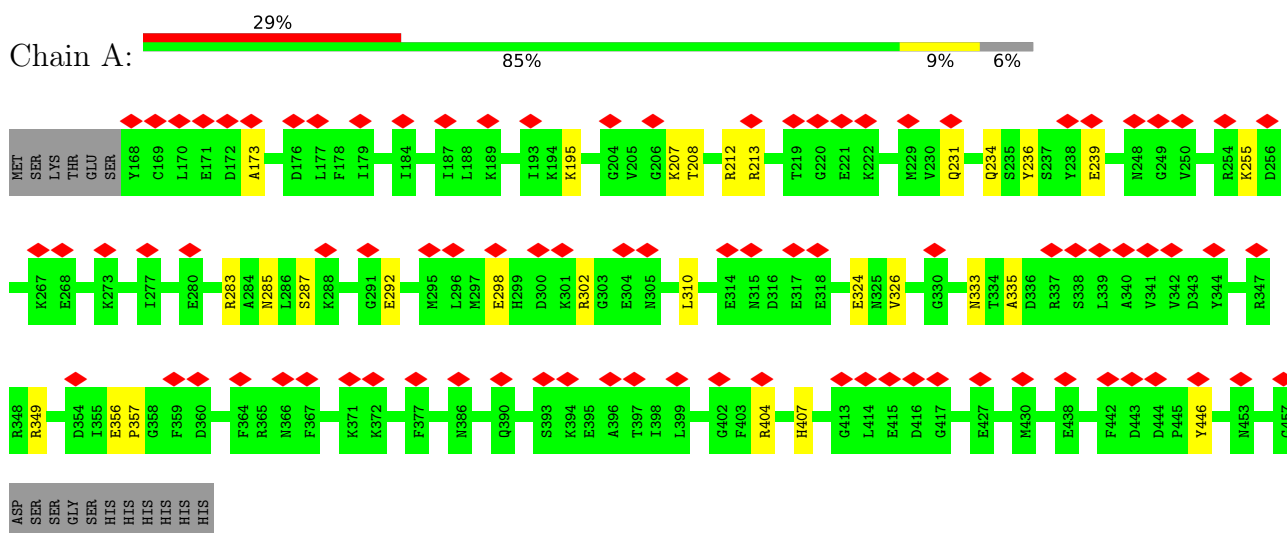 29%
Chain A:
85% 9% 6%
MET SER LYS THR GLU SER Y168 C169 L170 E171 D172 A173 D176 L177 F178 I179 I184 I187 L188 K189 I193 K194 K195 G204 V205 G206 K207 T208 R212 R213 T219 G220 E221 K222 M229 V230 Q231 Q234 S235 Y236 S237 Y238 E239 N248 G249 V250 R254 K255 D256
K267 E268 K273 I277 E280 R283 A284 N285 L286 S287 K288 G291 E292 M295 L296 M297 E298 H299 D300 K301 R302 G303 E304 N305 L310 E314 N315 D316 E317 E318 E324 N325 V326 G330 N333 T334 A335 D336 R337 S338 L339 A340 V341 V342 D343 Y344 R347
R348 R349 D354 I355 E356 P357 G358 F359 D360 F364 R365 N366 F367 K371 K372 F377 N386 Q390 S393 K394 E395 A396 T397 I398 L399 G402 F403 R404 H407 G413 L414 E415 D416 G417 E427 M430 E438 F442 D443 D444 P445 Y446 N453
ASP SER SER GLY SER HIS HIS HIS HIS HIS HIS